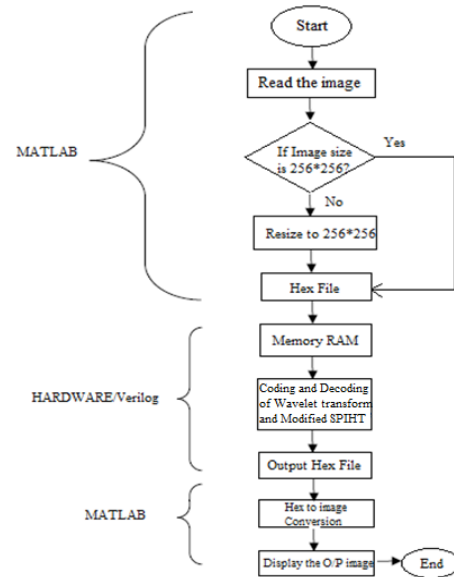 Start
Read the image
MATLAB
If Image size
is 256*256?
Yes
No
Resize to 256*256
Hex File
Memory RAM
HARDWARE/Verilog
Coding and Decoding
of Wavelet transform
and Modified SPIHT
Output Hex File
MATLAB
Hex to image
Conversion
Display the O/P image
End